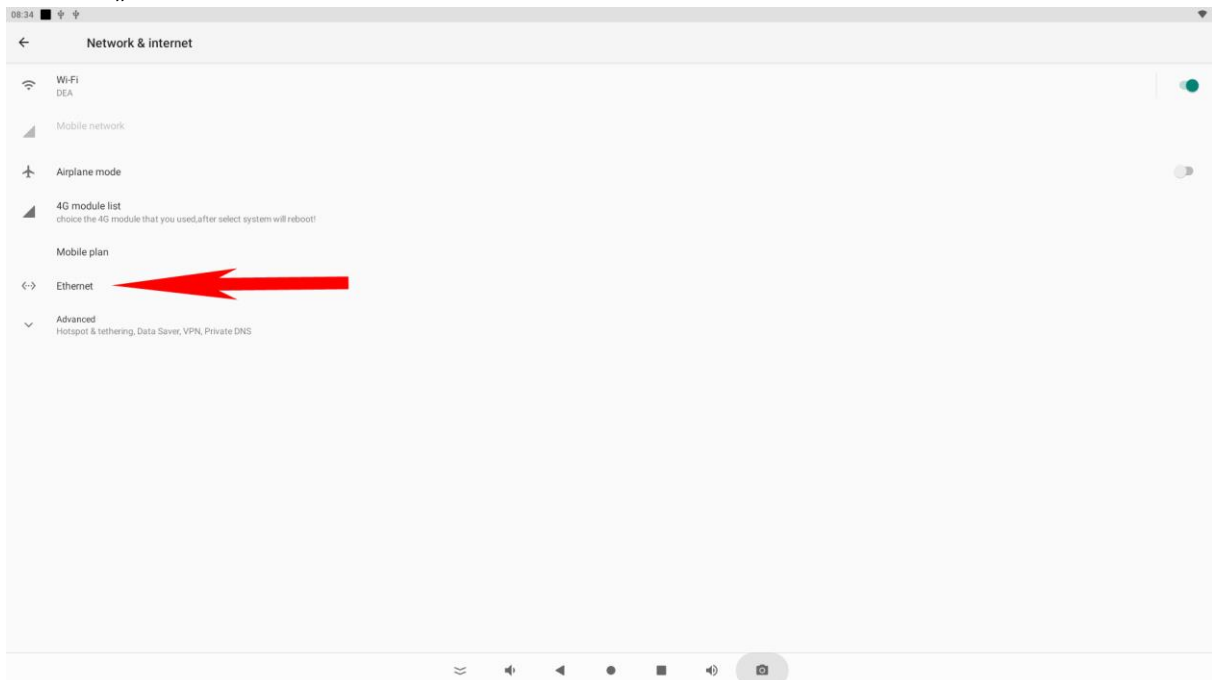 08:34
Network & internet
Wi-Fi
DEA
Mobile network
Airplane mode
4G module list
choice the 4G module that you used,after select system will reboot!
Mobile plan
Ethernet
Advanced
Hotspot & tethering, Data Saver, VPN, Private DNS